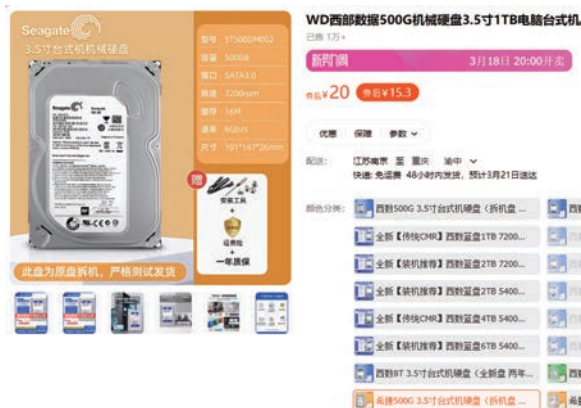 Seagate
3.5寸台式机机械硬盘
型号 ST500DM002
容量 500GB
接口 SATA3.0
转速 7200rpm
缓存 16M
速率 6Gb/s
尺寸 101*147*26mm
Seagate
赠
安装工具
+
运费险
+
一年质保
此盘为原盘拆机，严格测试发货
WD西部数据500G机械硬盘3.5寸1TB电脑台式机
已售 1万+
3月18日 20:00开卖
券后¥20 券后¥15.3
优惠 保障 参数
配送: 江苏南京 至 重庆 渝中
快递: 免运费 48小时内发货，预计3月21日送达
颜色分类:
西数500G 3.5寸台式机硬盘（拆机盘 ...
全新【传统CMR】西数蓝盘1TB 7200...
全新【装机推荐】西数蓝盘2TB 7200...
全新【装机推荐】西数蓝盘2TB 5400...
全新【传统CMR】西数蓝盘4TB 5400...
全新【装机推荐】西数蓝盘6TB 5400...
西数8T 3.5寸台式机硬盘（全新盘 两年...
希捷500G 3.5寸台式机硬盘（拆机盘 ...